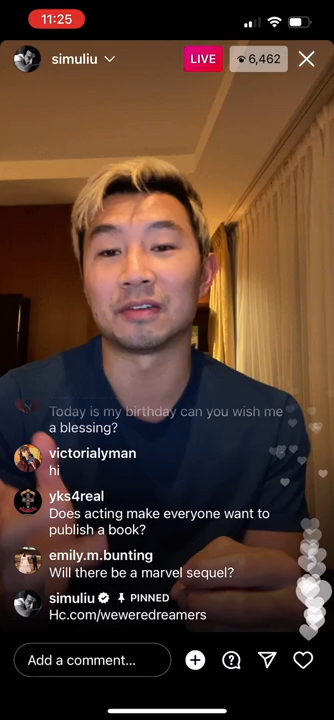 11:25
simuliu
LIVE
6,462
Today is my birthday can you wish me
a blessing?
victorialyman
hi
yks4real
Does acting make everyone want to
publish a book?
emily.m.bunting
Will there be a marvel sequel?
simuliu PINNED
Hc.com/weweredreamers
Add a comment...